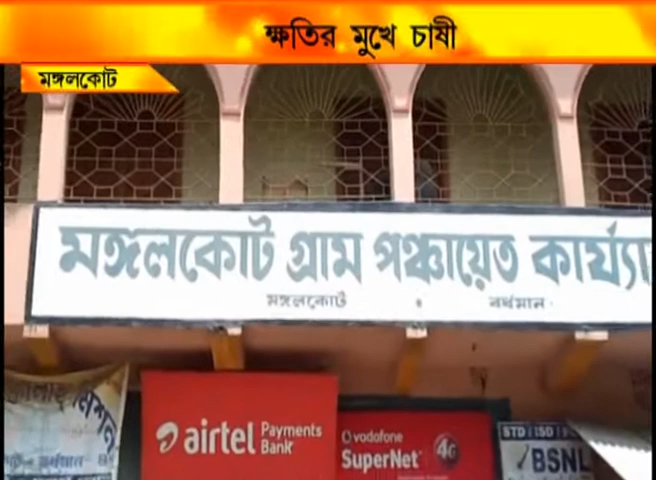 ক্ষতির মুখে চাষী
মঙ্গলকোট
মঙ্গলকোট গ্রাম পঞ্চায়েত কার্য্যা
মঙ্গলকোট বর্ধমান
airtel Payments Bank
vodafone
SuperNet 4G
STD / ISD / P
BSNL
মিশন